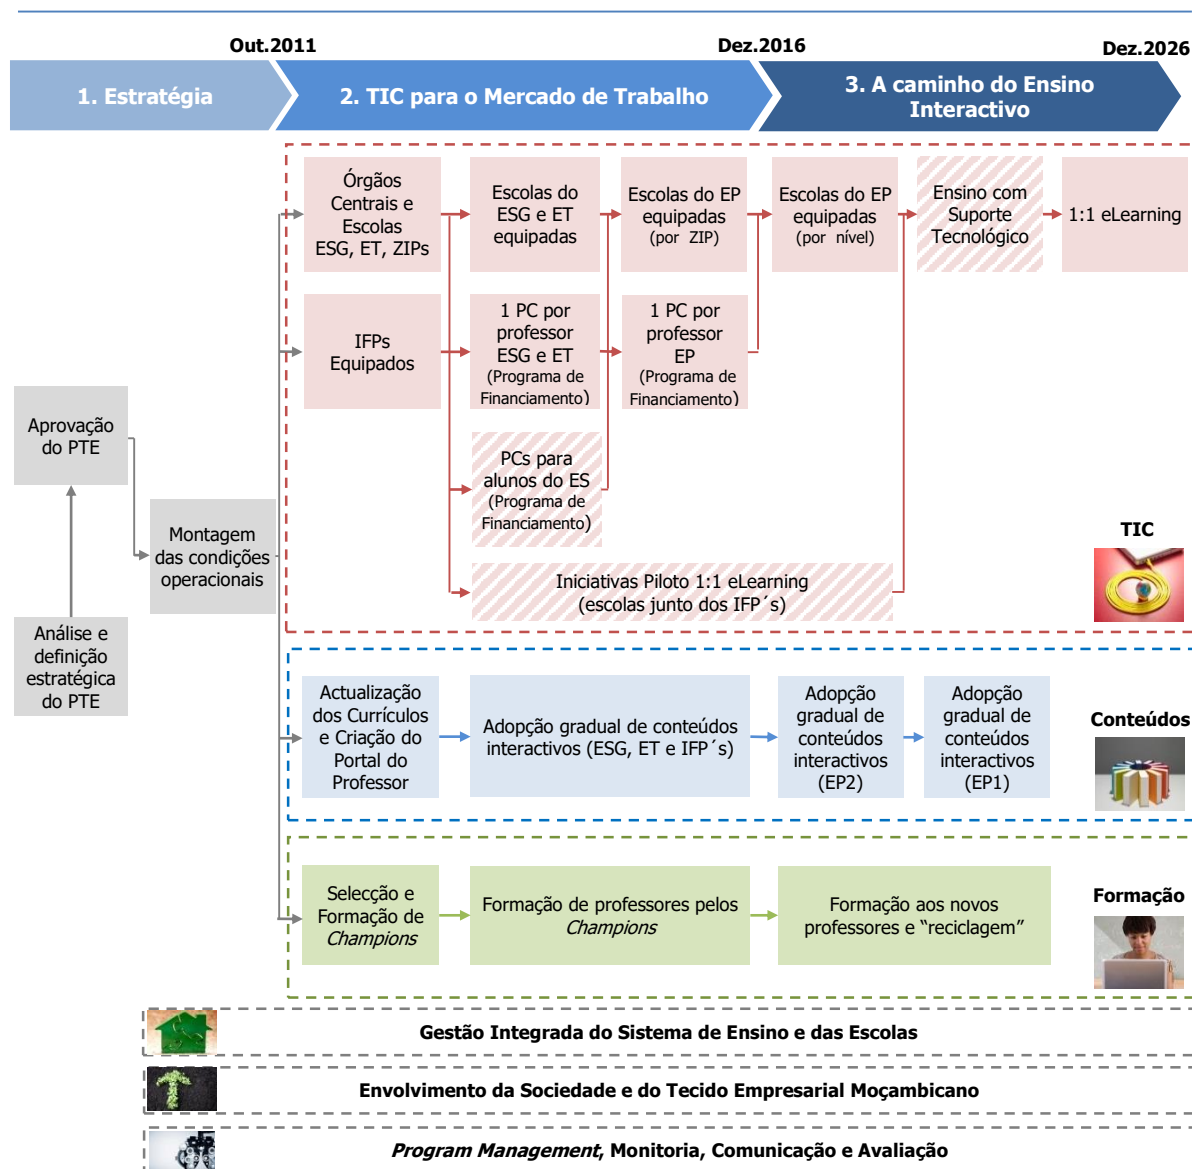 Out.2011
Dez.2016
Dez.2026
1. Estratégia
2. TIC para o Mercado de Trabalho
3. A caminho do Ensino
Interactivo
Órgãos
Centrais e
Escolas
ESG, ET, ZIPs
Escolas do
ESG e ET
equipadas
Escolas do EP
equipadas
(por ZIP)
Escolas do EP
equipadas
(por nível)
Ensino com
Suporte
Tecnológico
1:1 eLearning
IFPs
Equipados
1 PC por
professor
ESG e ET
(Programa de
Financiamento)
1 PC por
professor
EP
(Programa de
Financiamento)
Aprovação
do PTE
PCs para
alunos do ES
(Programa de
Financiamento)
Montagem
das condições
operacionais
TIC
Iniciativas Piloto 1:1 eLearning
(escolas junto dos IFP´s)
Análise e
definição
estratégica
do PTE
Actualização
dos Currículos
e Criação do
Portal do
Professor
Adopção gradual de conteúdos
interactivos (ESG, ET e IFP´s)
Adopção
gradual de
conteúdos
interactivos
(EP2)
Adopção
gradual de
conteúdos
interactivos
(EP1)
Conteúdos
Selecção e
Formação de
Champions
Formação de professores pelos
Champions
Formação aos novos
professores e “reciclagem”
Formação
Gestão Integrada do Sistema de Ensino e das Escolas
Envolvimento da Sociedade e do Tecido Empresarial Moçambicano
Program Management, Monitoria, Comunicação e Avaliação